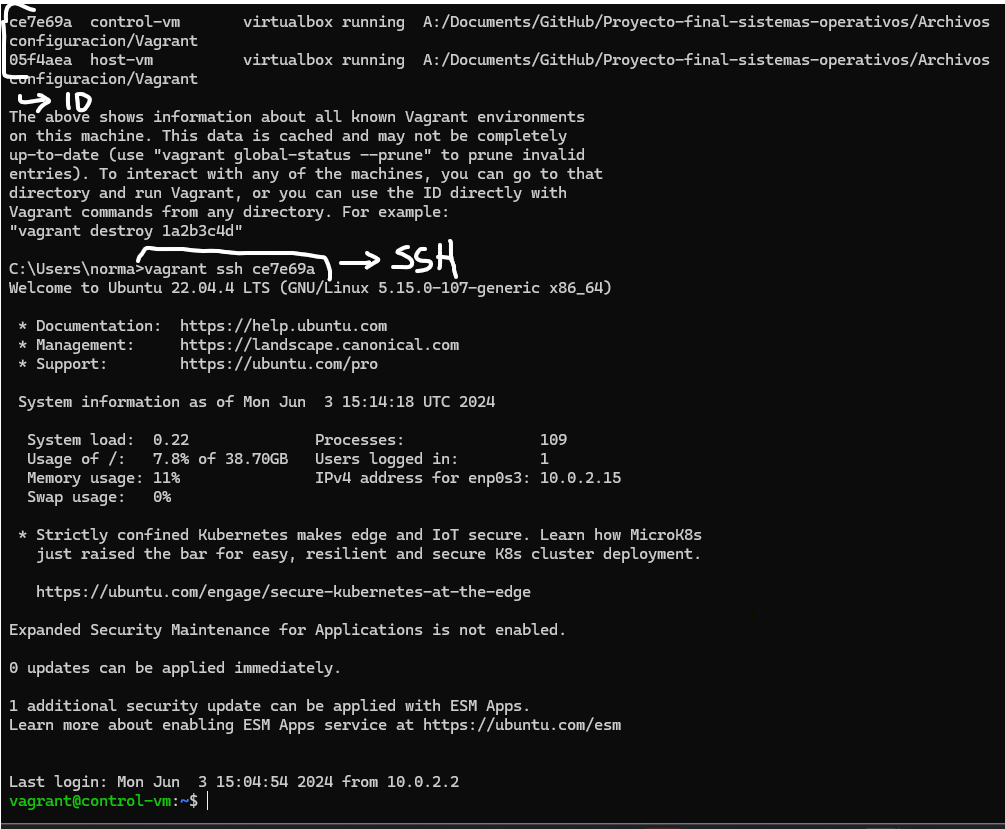 ce7e69a  control-vm       virtualbox running  A:/Documents/GitHub/Proyecto-final-sistemas-operativos/Archivos
configuracion/Vagrant
05f4aea  host-vm          virtualbox running  A:/Documents/GitHub/Proyecto-final-sistemas-operativos/Archivos
configuracion/Vagrant
→ ID
The above shows information about all known Vagrant environments
on this machine. This data is cached and may not be completely
up-to-date (use "vagrant global-status --prune" to prune invalid
entries). To interact with any of the machines, you can go to that
directory and run Vagrant, or you can use the ID directly with
Vagrant commands from any directory. For example:
"vagrant destroy 1a2b3c4d"
C:\Users\norma>vagrant ssh ce7e69a → SSH
Welcome to Ubuntu 22.04.4 LTS (GNU/Linux 5.15.0-107-generic x86_64)
 * Documentation:  https://help.ubuntu.com
 * Management:     https://landscape.canonical.com
 * Support:        https://ubuntu.com/pro
 System information as of Mon Jun  3 15:14:18 UTC 2024
  System load:  0.22              Processes:               109
  Usage of /:   7.8% of 38.70GB   Users logged in:         1
  Memory usage: 11%               IPv4 address for enp0s3: 10.0.2.15
  Swap usage:   0%
 * Strictly confined Kubernetes makes edge and IoT secure. Learn how MicroK8s
   just raised the bar for easy, resilient and secure K8s cluster deployment.
   https://ubuntu.com/engage/secure-kubernetes-at-the-edge
Expanded Security Maintenance for Applications is not enabled.
0 updates can be applied immediately.
1 additional security update can be applied with ESM Apps.
Learn more about enabling ESM Apps service at https://ubuntu.com/esm
Last login: Mon Jun  3 15:04:54 2024 from 10.0.2.2
vagrant@control-vm:~$